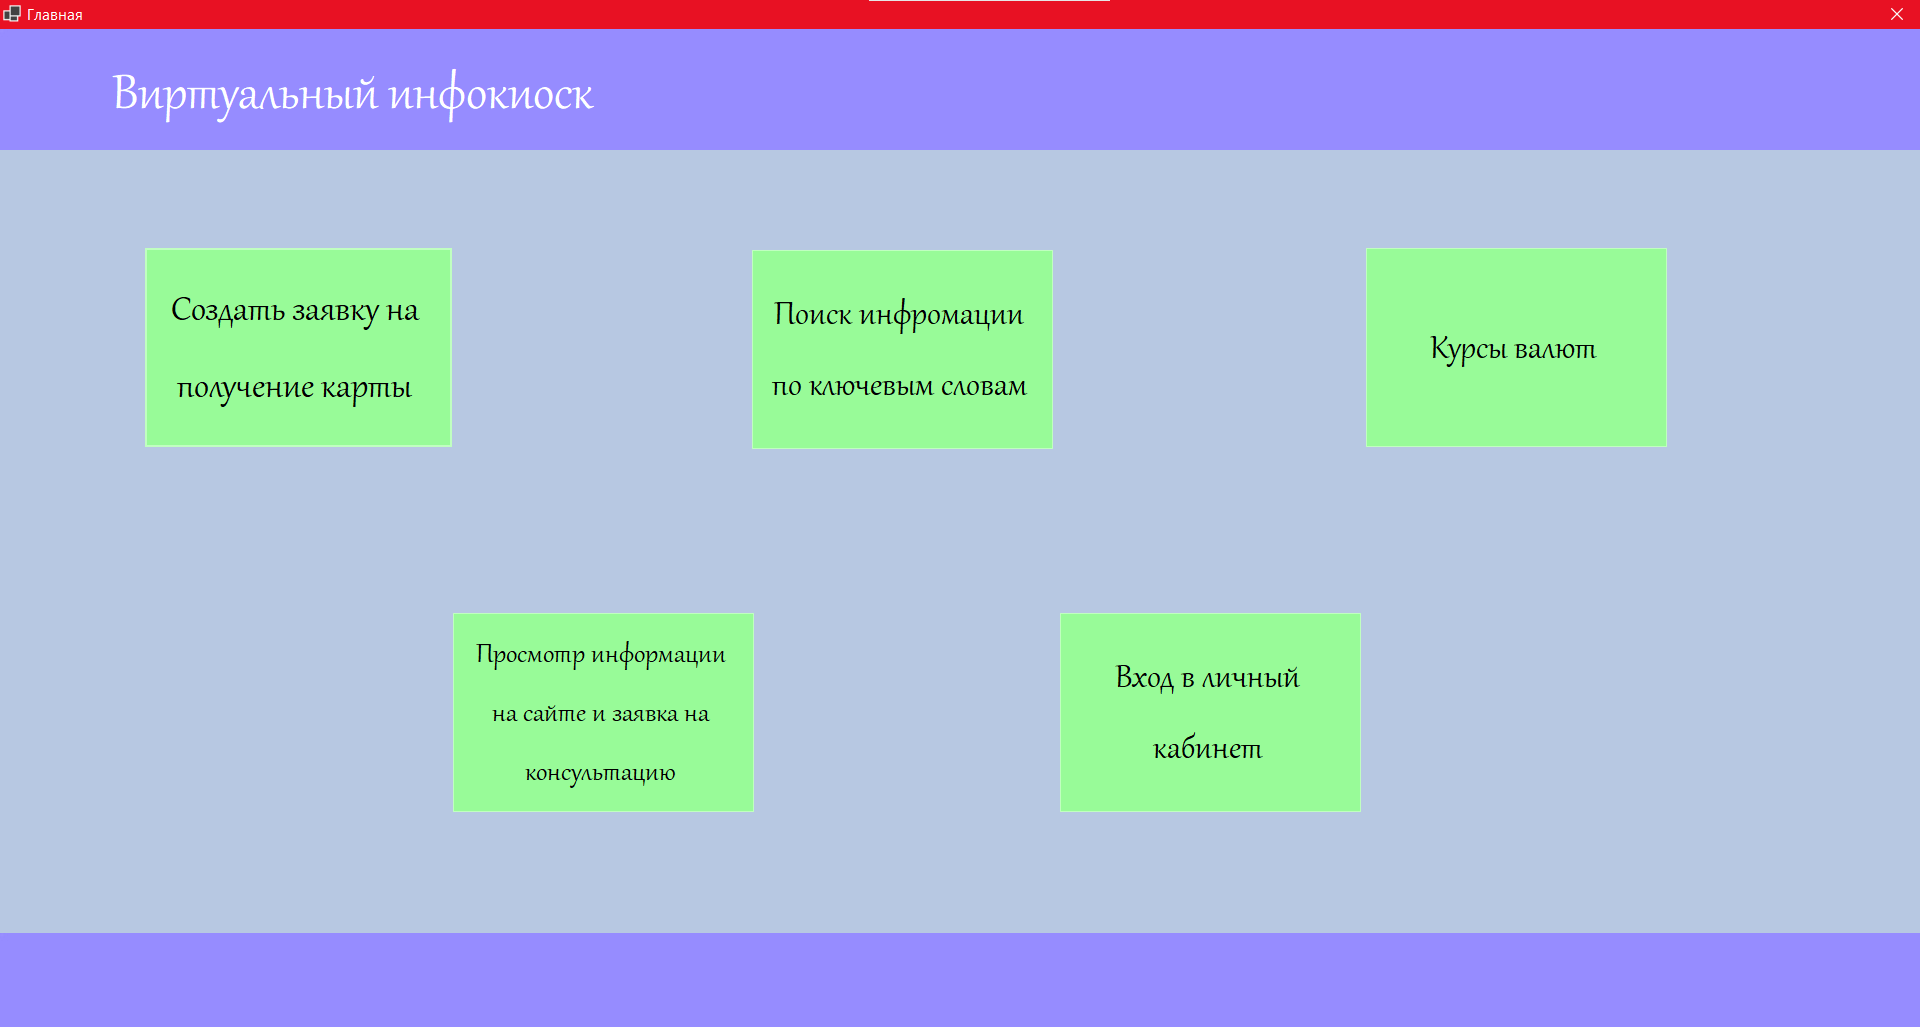 Главная
Виртуальный инфокиоск
Создать заявку на
получение карты
Поиск инфромации
по ключевым словам
Курсы валют
Просмотр информации
на сайте и заявка на
консультацию
Вход в личный
кабинет